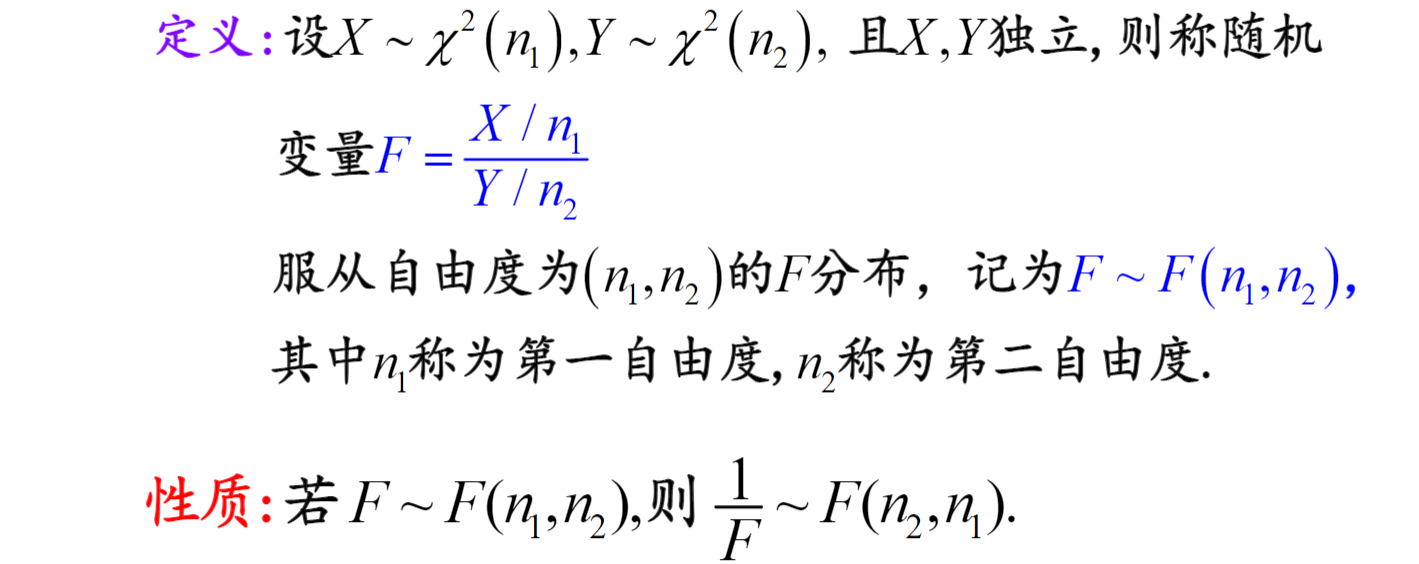 定义:设X ~ χ²(n₁),Y ~ χ²(n₂), 且X,Y独立,则称随机
变量F = (X / n₁)/(Y / n₂)
服从自由度为(n₁,n₂)的F分布，记为F ~ F(n₁,n₂),
其中n₁称为第一自由度,n₂称为第二自由度.
性质:若 F ~ F(n₁,n₂),则 1/F ~ F(n₂,n₁).